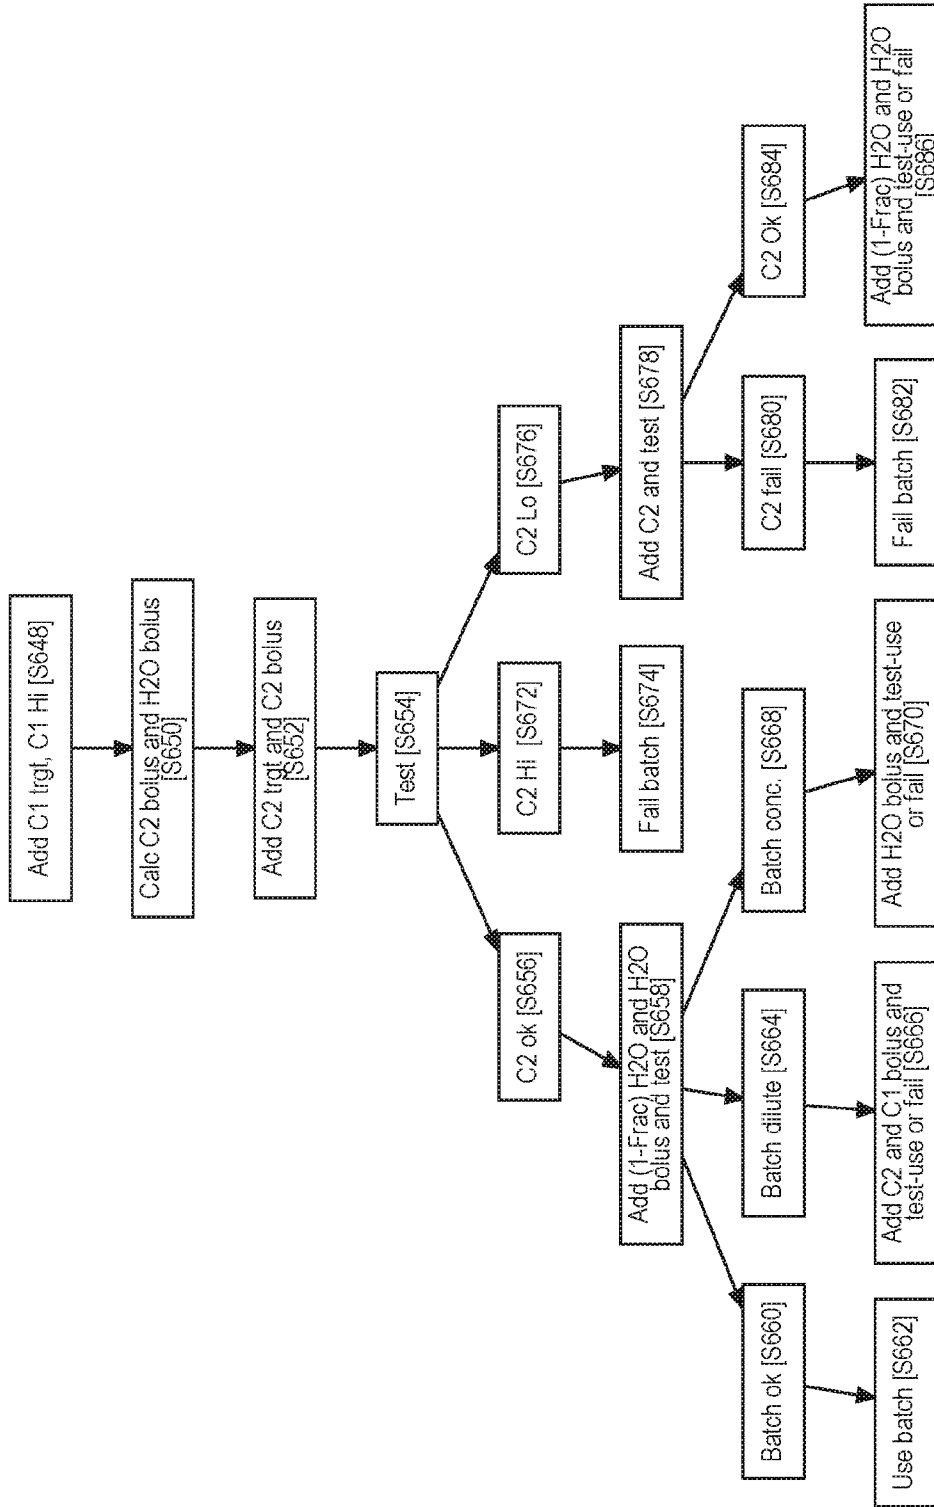 Add C1 trgt, C1 Hi [S648]
Calc C2 bolus and H2O bolus
[S650]
Add C2 trgt and C2 bolus
[S652]
Test [S654]
C2 ok [S656]
C2 Hi [S672]
C2 Lo [S676]
Add (1-Frac) H2O and H2O
bolus and test [S658]
Fail batch [S674]
Add C2 and test [S678]
Batch ok [S660]
Batch dilute [S664]
Batch conc. [S668]
C2 fail [S680]
C2 Ok [S684]
Use batch [S662]
Add C2 and C1 bolus and
test-use or fail [S666]
Add H2O bolus and test-use
or fail [S670]
Fail batch [S682]
Add (1-Frac) H2O and H2O
bolus and test-use or fail
[S686]